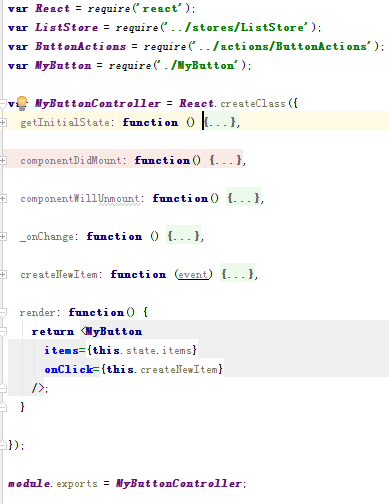 var React = require('react');
var ListStore = require('../stores/ListStore');
var ButtonActions = require('../actions/ButtonActions');
var MyButton = require('./MyButton');
var MyButtonController = React.createClass({
getInitialState: function () {...},
componentDidMount: function() {...},
componentWillUnmount: function() {...},
_onChange: function () {...},
createNewItem: function (event) {...},
render: function() {
return <MyButton
items={this.state.items}
onClick={this.createNewItem}
/>;
}
});
module.exports = MyButtonController;